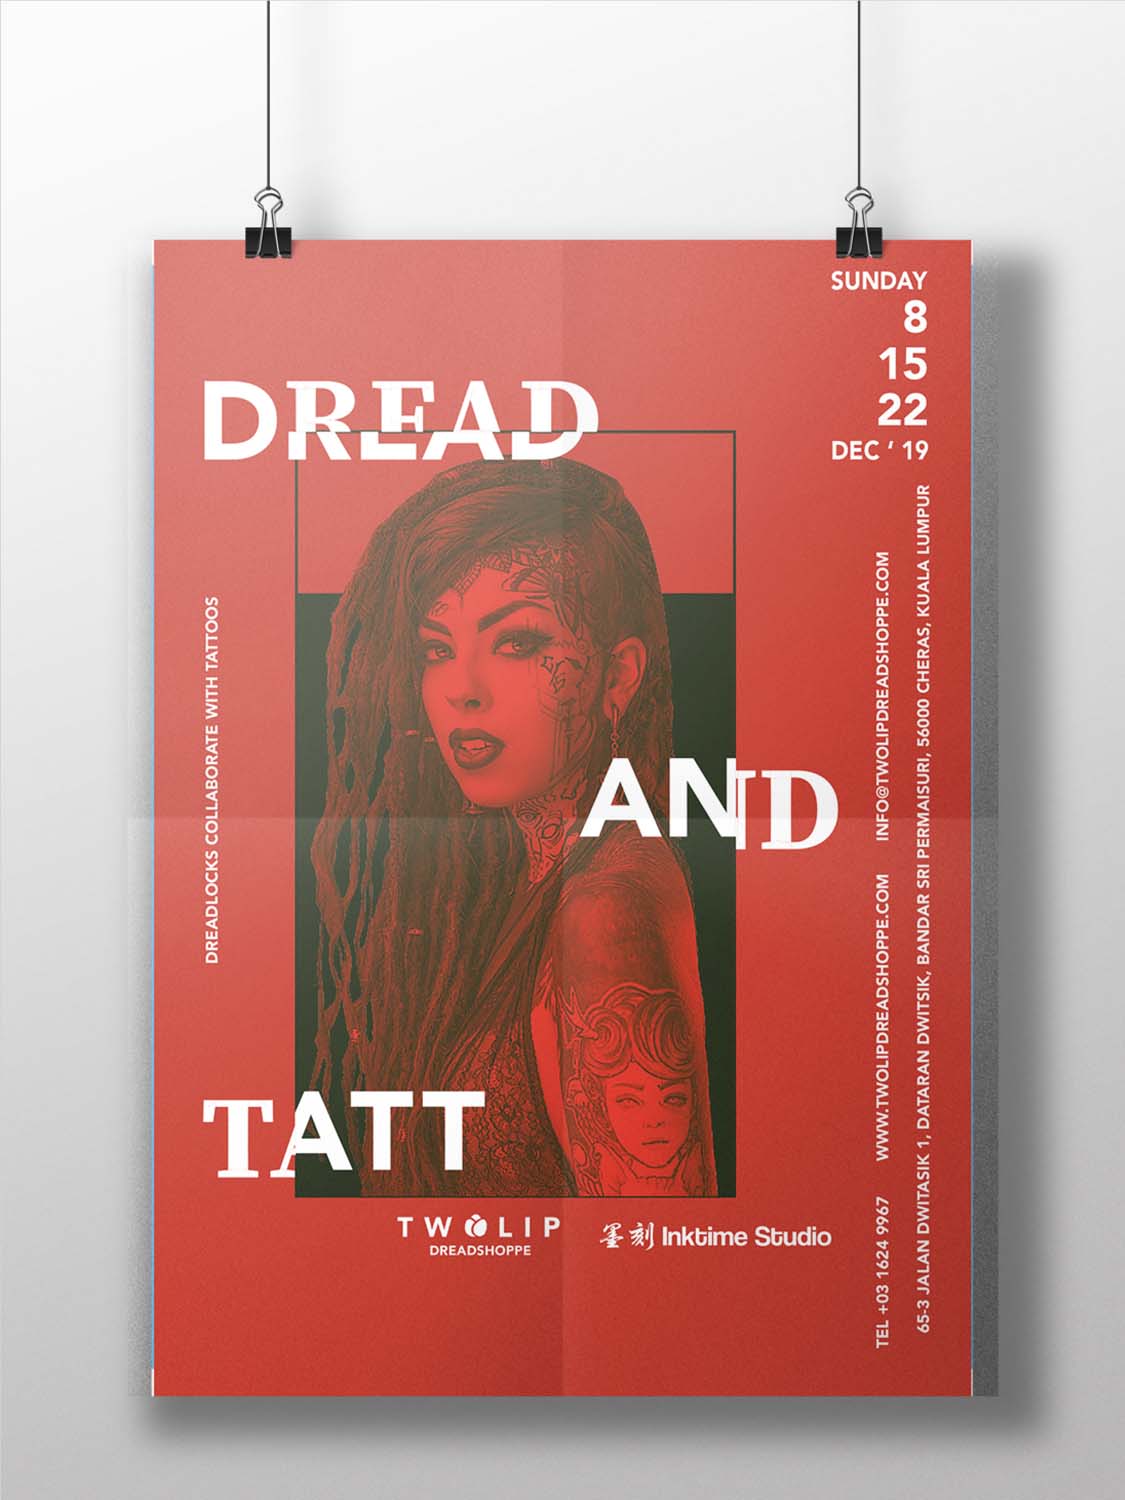 SUNDAY
8
15
22
DEC ‘ 19
DREAD
AND
TATT
DREADLOCKS COLLABORATE WITH TATTOOS
TEL +03 1624 9967 WWW.TWOLIPDREADSHOPPE.COM INFO@TWOLIPDREADSHOPPE.COM
65-3 JALAN DWITASIK 1, DATARAN DWITSIK, BANDAR SRI PERMAISURI, 56000 CHERAS, KUALA LUMPUR
TWOLIP
DREADSHOPPE
墨刻 Inktime Studio